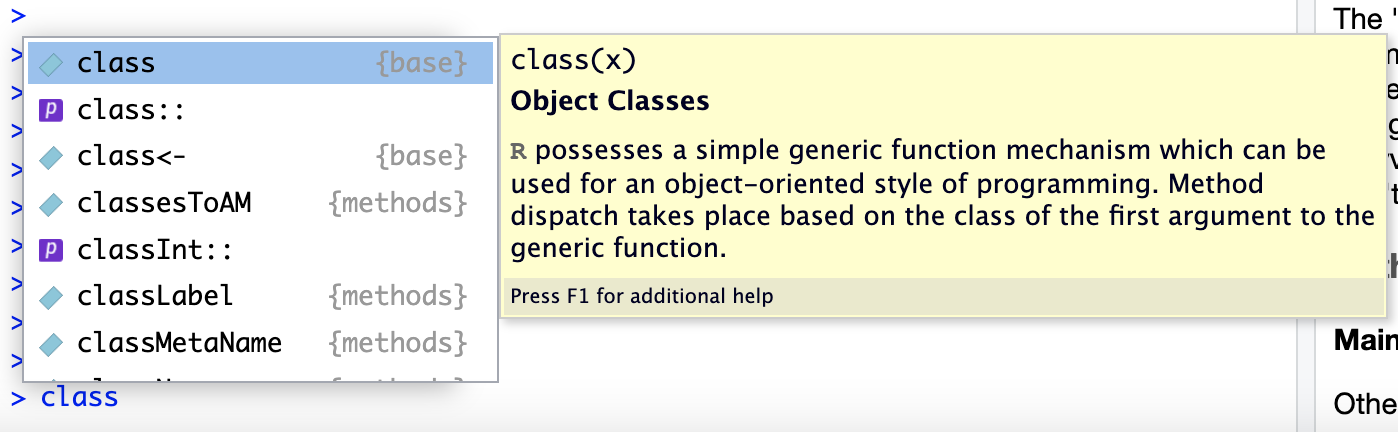 >
>
>
>
>
>
>
>
>
>
> class
class {base}
P class::
class<- {base}
classesToAM {methods}
P classInt::
classLabel {methods}
classMetaName {methods}
class(x)
Object Classes
R possesses a simple generic function mechanism which can be
used for an object-oriented style of programming. Method
dispatch takes place based on the class of the first argument to the
generic function.
Press F1 for additional help
The '
Main
Othe